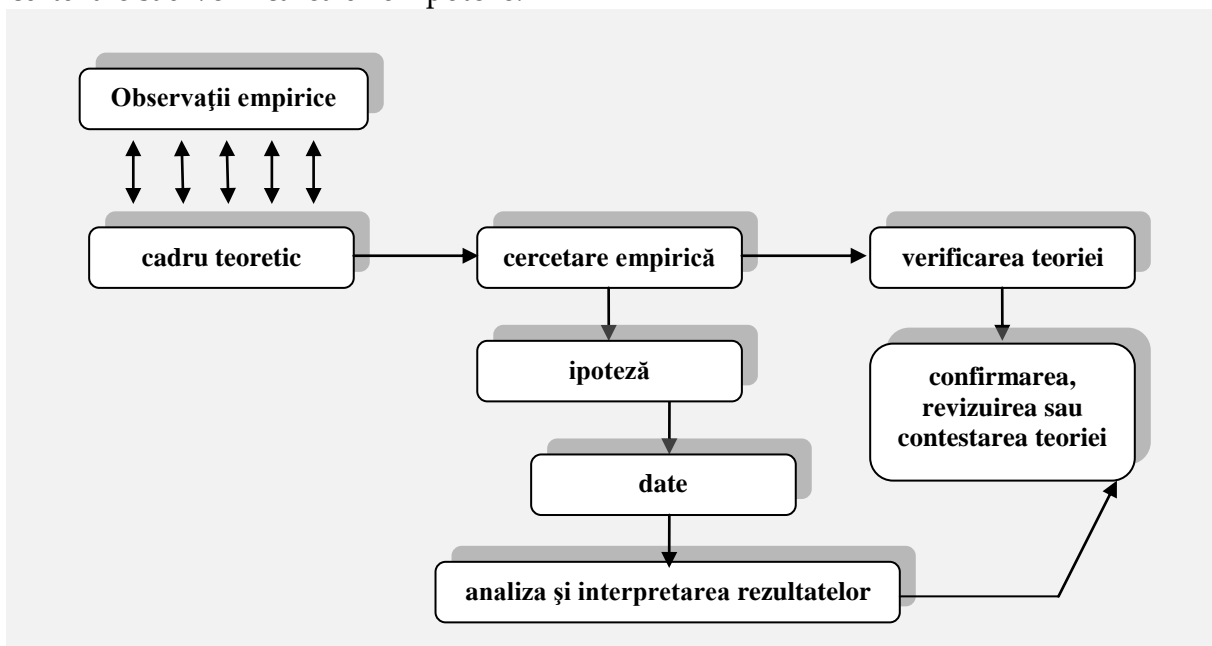 Observaţii empirice
cadru teoretic
cercetare empirică
verificarea teoriei
ipoteză
confirmarea,
revizuirea sau
contestarea teoriei
date
analiza şi interpretarea rezultatelor